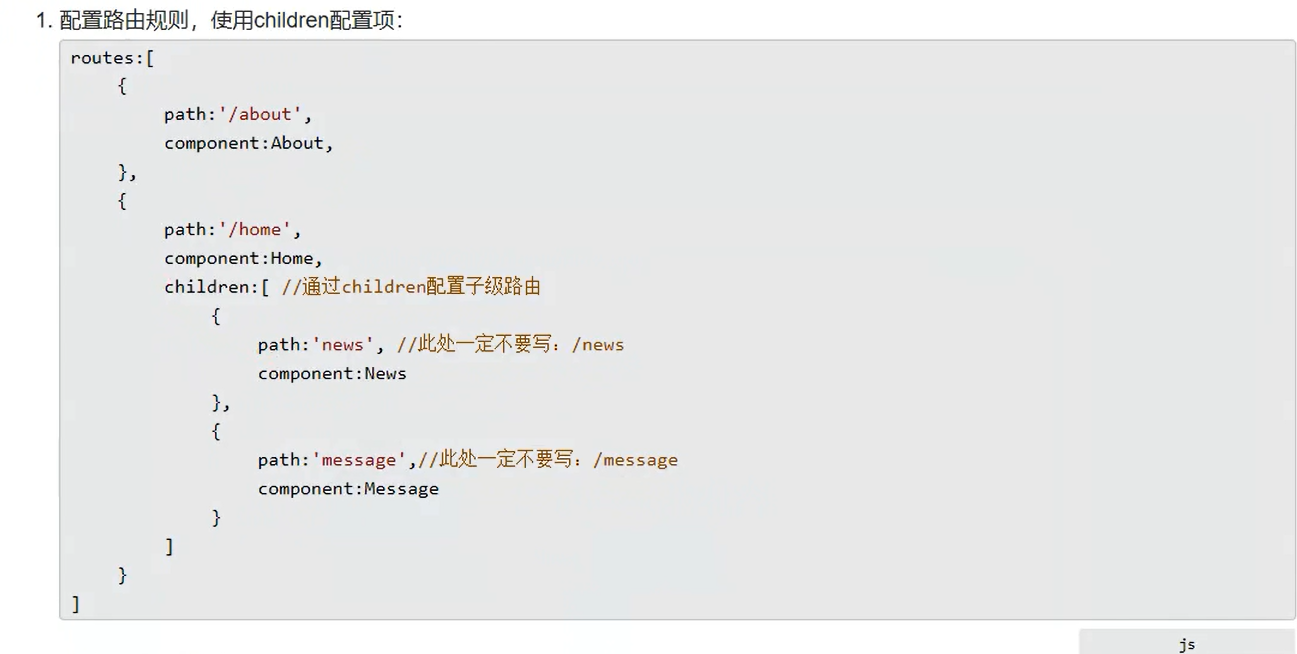 1. 配置路由规则，使用children配置项：
routes:[
{
path:'/about',
component:About,
},
{
path:'/home',
component:Home,
children:[ //通过children配置子级路由
{
path:'news', //此处一定不要写：/news
component:News
},
{
path:'message',//此处一定不要写：/message
component:Message
}
]
}
]
js